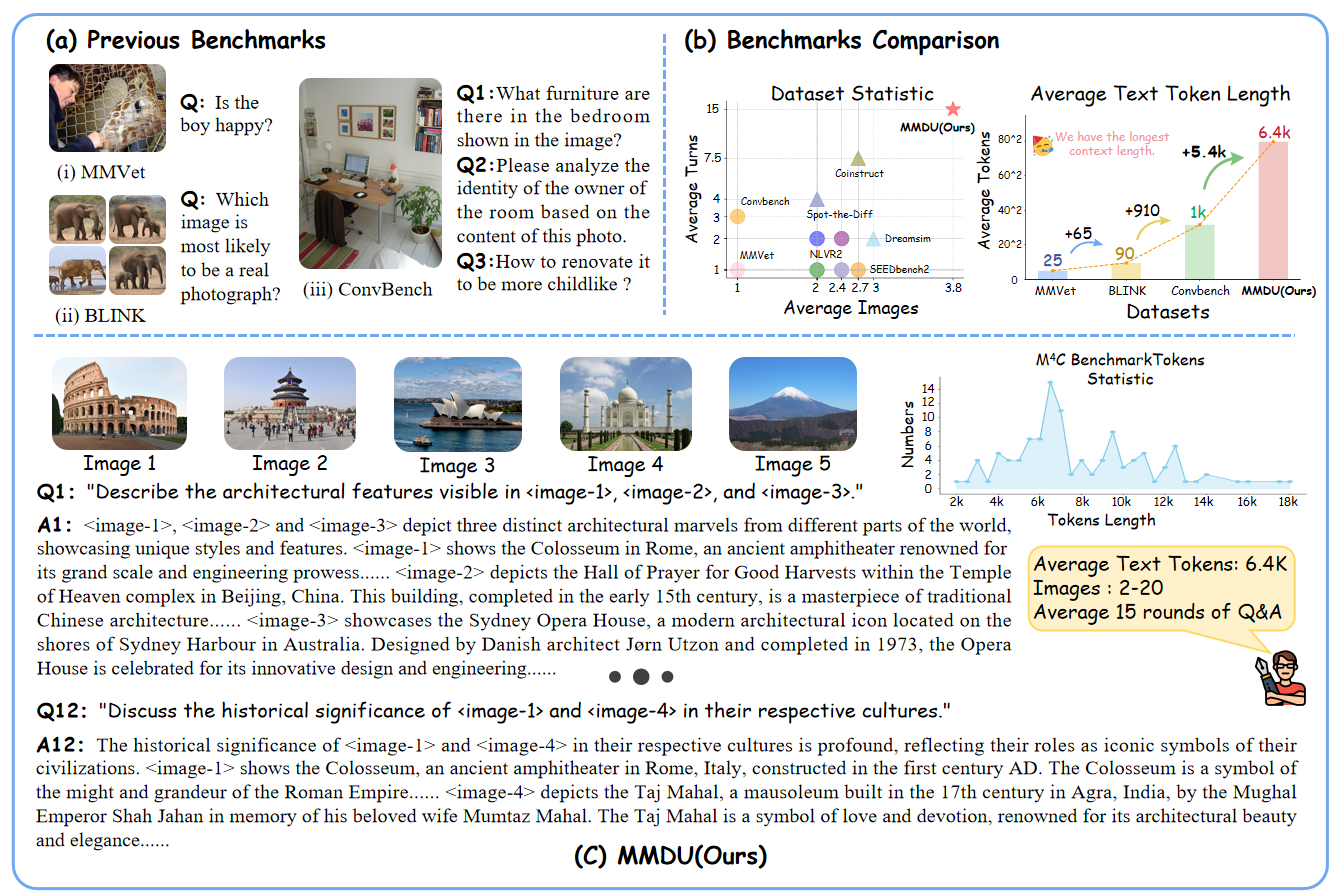 (a) Previous Benchmarks
Q: Is the
boy happy?
(i) MMVet
Q: Which
image is
most likely
to be a real
photograph?
(ii) BLINK
(iii) ConvBench
Q1:What furniture are
there in the bedroom
shown in the image?
Q2:Please analyze the
identity of the owner of
the room based on the
content of this photo.
Q3:How to renovate it
to be more childlike ?
(b) Benchmarks Comparison
Dataset Statistic
Average Turns
15
7.5
4
3
2
1
MMDU(Ours)
Coinstruct
Convbench
Spot-the-Diff
Dreamsim
NLVR2
MMVet
SEEDbench2
1
2
2.4
2.7
3
3.8
Average Images
Average Text Token Length
Average Tokens
80^2
60^2
40^2
20^2
0
We have the longest
context length.
25
+65
90
+910
1k
+5.4k
6.4k
MMVet
BLINK
Convbench
MMDU(Ours)
Datasets
Image 1
Image 2
Image 3
Image 4
Image 5
M⁴C BenchmarkTokens
Statistic
Numbers
14
12
10
8
6
4
2
0
2k
4k
6k
8k
10k
12k
14k
16k
18k
Tokens Length
Q1: "Describe the architectural features visible in <image-1>, <image-2>, and <image-3>."
A1: <image-1>, <image-2> and <image-3> depict three distinct architectural marvels from different parts of the world,
showcasing unique styles and features. <image-1> shows the Colosseum in Rome, an ancient amphitheater renowned for
its grand scale and engineering prowess...... <image-2> depicts the Hall of Prayer for Good Harvests within the Temple
of Heaven complex in Beijing, China. This building, completed in the early 15th century, is a masterpiece of traditional
Chinese architecture...... <image-3> showcases the Sydney Opera House, a modern architectural icon located on the
shores of Sydney Harbour in Australia. Designed by Danish architect Jørn Utzon and completed in 1973, the Opera
House is celebrated for its innovative design and engineering......
Average Text Tokens: 6.4K
Images : 2-20
Average 15 rounds of Q&A
Q12: "Discuss the historical significance of <image-1> and <image-4> in their respective cultures."
A12: The historical significance of <image-1> and <image-4> in their respective cultures is profound, reflecting their roles as iconic symbols of their
civilizations. <image-1> shows the Colosseum, an ancient amphitheater in Rome, Italy, constructed in the first century AD. The Colosseum is a symbol of
the might and grandeur of the Roman Empire...... <image-4> depicts the Taj Mahal, a mausoleum built in the 17th century in Agra, India, by the Mughal
Emperor Shah Jahan in memory of his beloved wife Mumtaz Mahal. The Taj Mahal is a symbol of love and devotion, renowned for its architectural beauty
and elegance......
(C) MMDU(Ours)